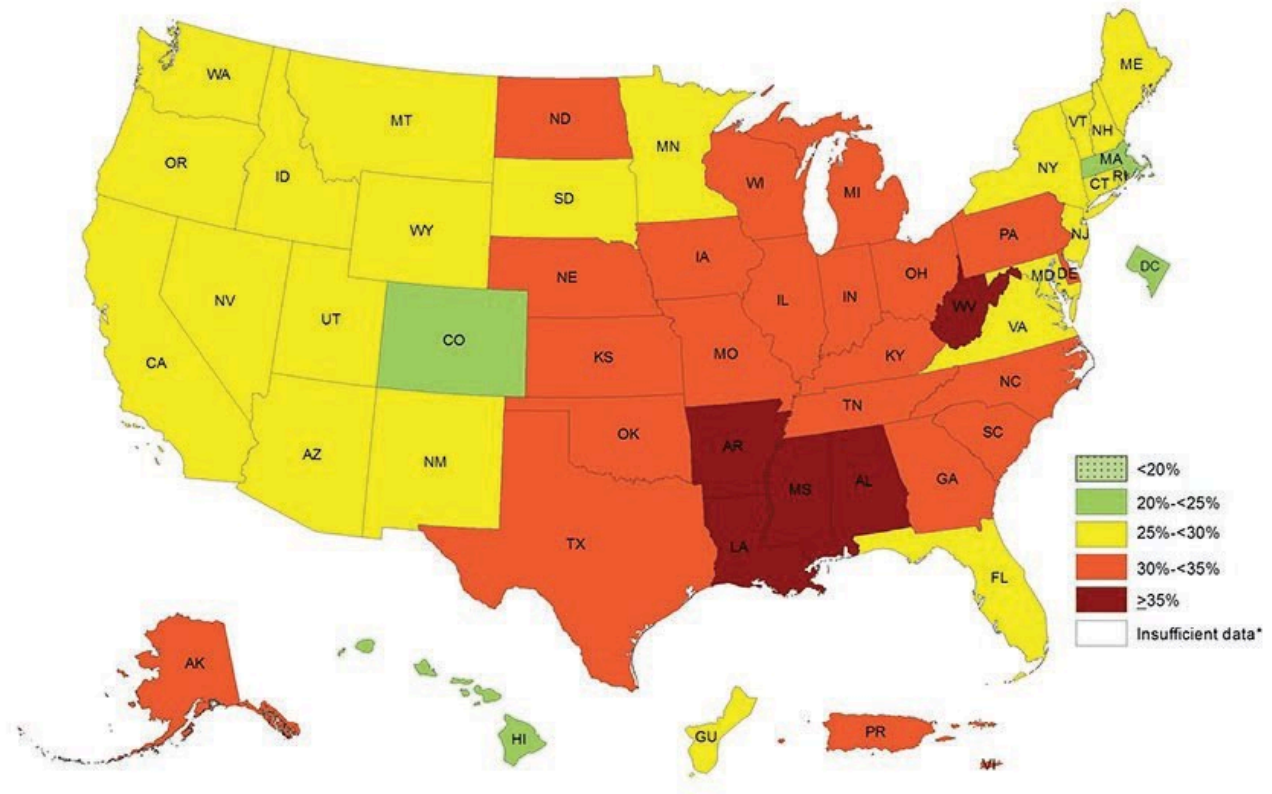 WA
MT
ND
MN
ME
VT
NH
OR
ID
SD
WI
MI
NY
MA
RI
CT
WY
IA
PA
NJ
NE
OH
MD
DE
DC
NV
UT
CO
IL
IN
WV
VA
CA
KS
MO
KY
NC
AZ
NM
OK
TN
AR
SC
MS
AL
GA
TX
LA
FL
<20%
20%-<25%
25%-<30%
30%-<35%
≥35%
Insufficient data*
AK
HI
GU
PR
VI